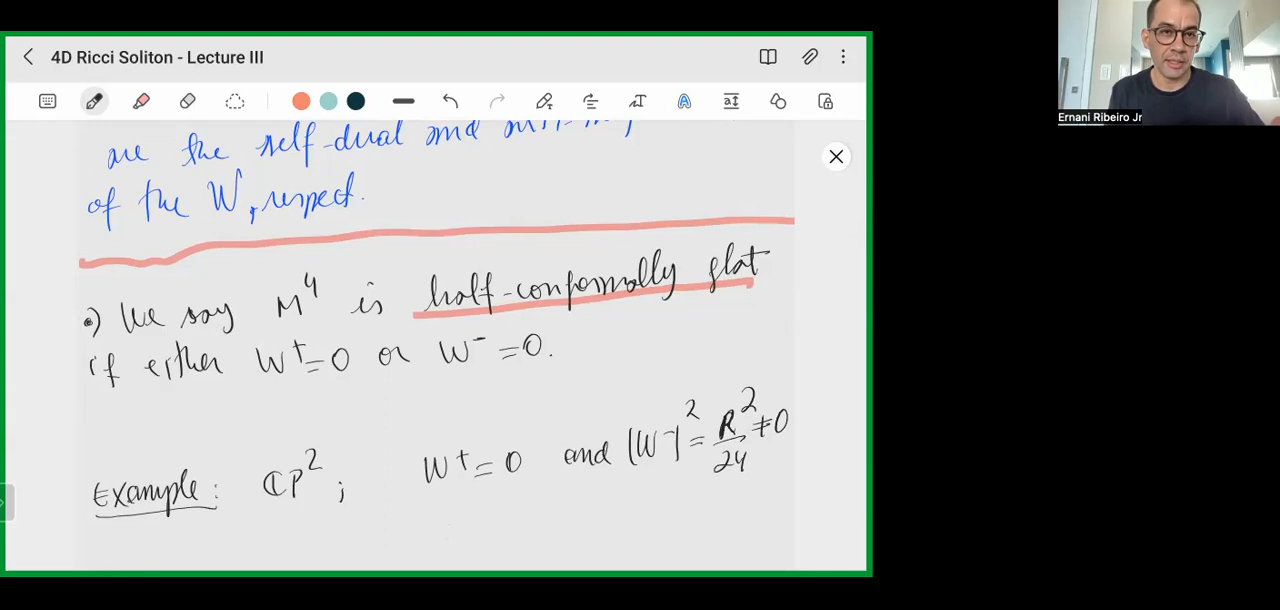 4D Ricci Soliton - Lecture III
Ernani Ribeiro Jr
are the self-dual and
of the W, respect.
•) We say M⁴ is half-conformally flat
if either W⁺=0 or W⁻=0.
Example: ℂP²; W⁺=0 and |W⁻|²=R²/24≠0